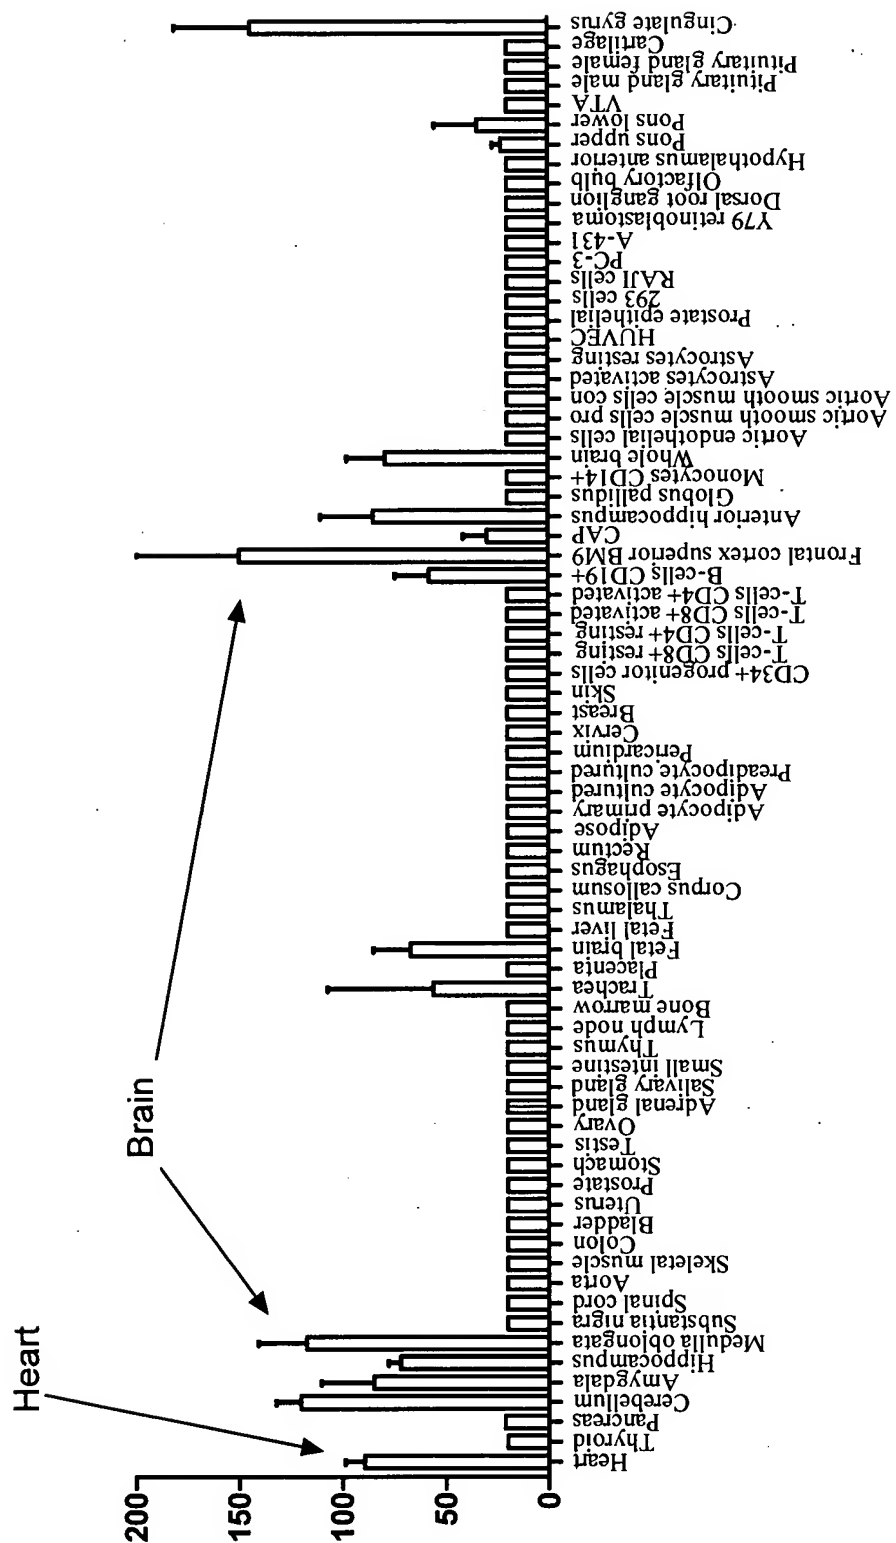 Heart
Brain
200
150
100
50
0
Heart
Thyroid
Pancreas
Cerebellum
Amygdala
Hippocampus
Medulla oblongata
Substantia nigra
Spinal cord
Aorta
Skeletal muscle
Colon
Bladder
Uterus
Prostate
Stomach
Testis
Ovary
Adrenal gland
Salivary gland
Small intestine
Thymus
Lymph node
Bone marrow
Trachea
Placenta
Fetal brain
Fetal liver
Thalamus
Corpus callosum
Esophagus
Rectum
Adipose
Adipocyte primary
Adipocyte cultured
Preadipocyte cultured
Pericardium
Cervix
Breast
Skin
CD34+ progenitor cells
T-cells CD8+ resting
T-cells CD4+ resting
T-cells CD8+ activated
T-cells CD4+ activated
B-cells CD19+
Frontal cortex superior BM9
CAP
Anterior hippocampus
Globus pallidus
Monocytes CD14+
Whole brain
Aortic endothelial cells
Aortic smooth muscle cells pro
Aortic smooth muscle cells con
Astrocytes activated
Astrocytes resting
HUVEC
Prostate epithelial
293 cells
RAJI cells
PC-3
A-431
Y79 retinoblastoma
Dorsal root ganglion
Olfactory bulb
Hypothalamus anterior
Pons upper
Pons lower
VTA
Pituitary gland male
Pituitary gland female
Cartilage
Cingulate gyrus